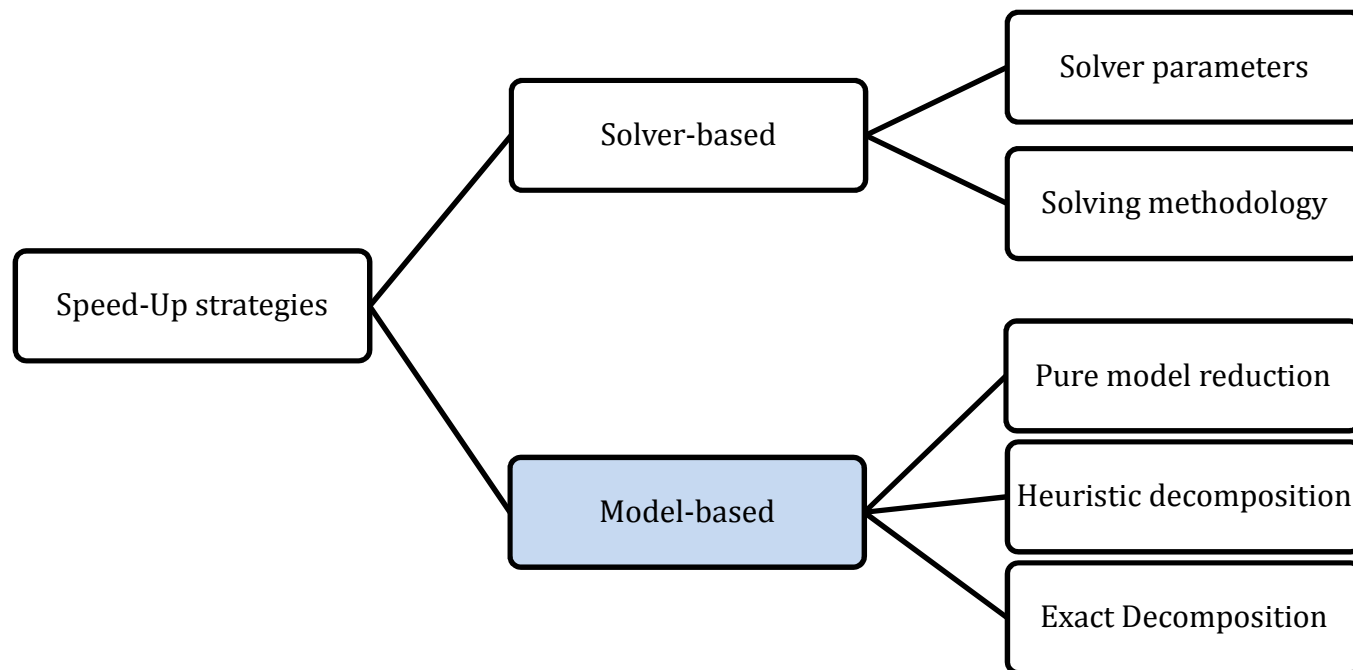 Speed-Up strategies
Solver-based
Solver parameters
Solving methodology
Model-based
Pure model reduction
Heuristic decomposition
Exact Decomposition